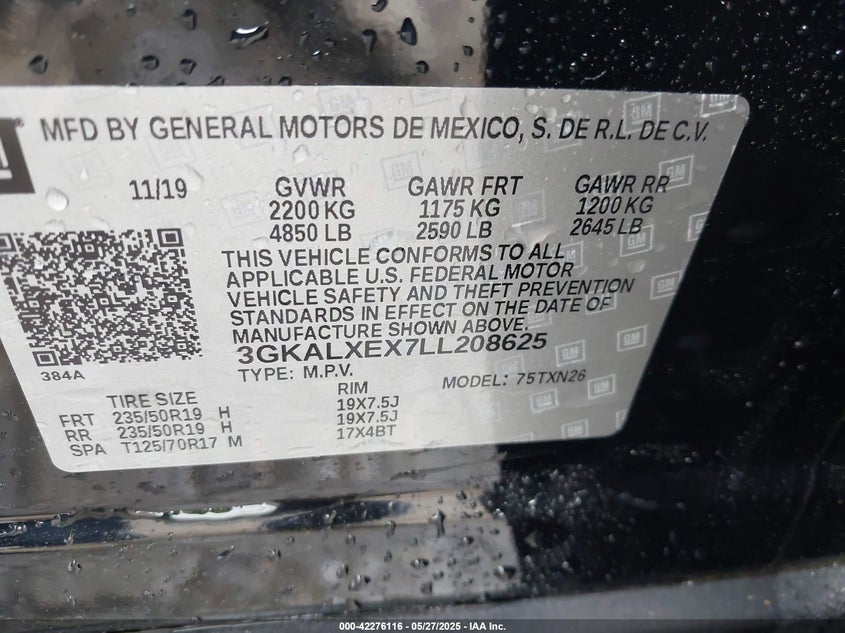 MFD BY GENERAL MOTORS DE MEXICO, S. DE R.L. DE C.V.
11/19 GVWR GAWR FRT GAWR RR
2200 KG 1175 KG 1200 KG
4850 LB 2590 LB 2645 LB
THIS VEHICLE CONFORMS TO ALL
APPLICABLE U.S. FEDERAL MOTOR
VEHICLE SAFETY AND THEFT PREVENTION
STANDARDS IN EFFECT ON THE DATE OF
MANUFACTURE SHOWN ABOVE.
3GKALXEX7LL208625
384A
TYPE: M.P.V. MODEL: 75TXN26
TIRE SIZE RIM
FRT 235/50R19 H 19X7.5J
RR 235/50R19 H 19X7.5J
SPA T125/70R17 M 17X4BT
000-42276116 - 05/27/2025 - IAA Inc.